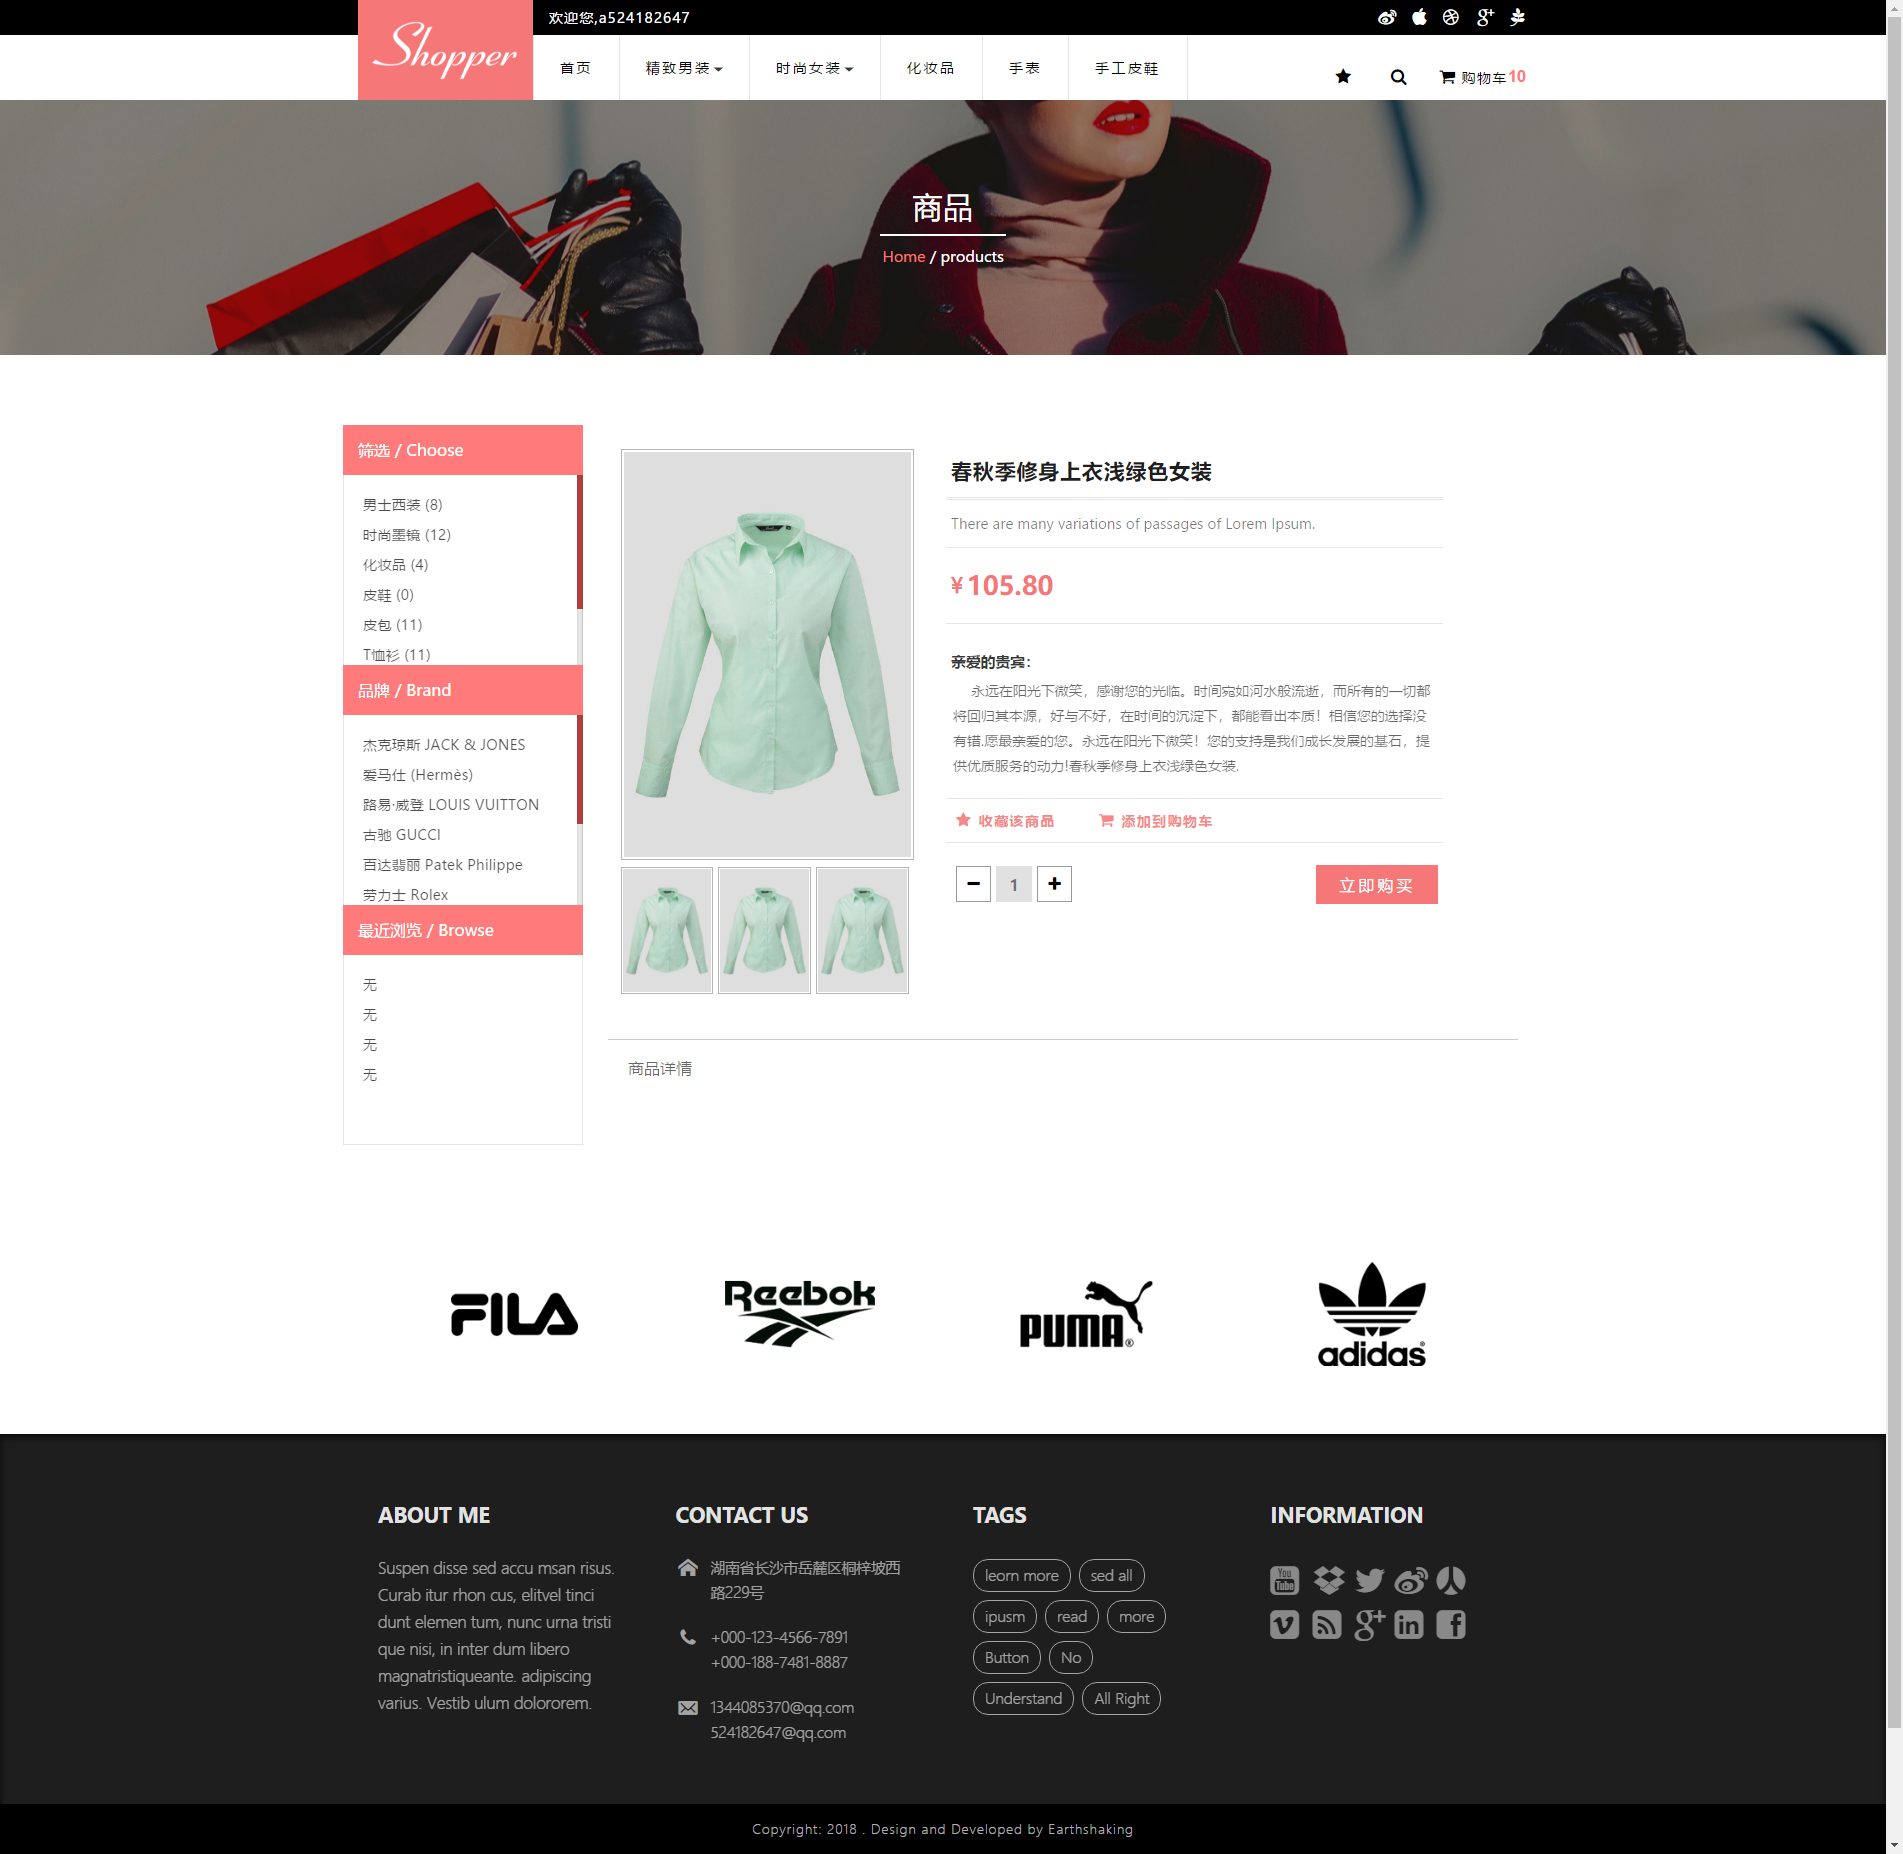 Shopper
欢迎您,a524182647
首页
精致男装
时尚女装
化妆品
手表
手工皮鞋
购物车10
商品
Home / products
筛选 / Choose
男士西装 (8)
时尚墨镜 (12)
化妆品 (4)
皮鞋 (0)
皮包 (11)
T恤衫 (11)
品牌 / Brand
杰克琼斯 JACK & JONES
爱马仕 (Hermès)
路易·威登 LOUIS VUITTON
古驰 GUCCI
百达翡丽 Patek Philippe
劳力士 Rolex
最近浏览 / Browse
无
无
无
无
春秋季修身上衣浅绿色女装
There are many variations of passages of Lorem Ipsum.
¥105.80
亲爱的贵宾：
永远在阳光下微笑，感谢您的光临。时间宛如河水般流逝，而所有的一切都
将回归其本源，好与不好，在时间的沉淀下，都能看出本质！相信您的选择没
有错.愿最亲爱的您。永远在阳光下微笑！您的支持是我们成长发展的基石，提
供优质服务的动力!春秋季修身上衣浅绿色女装.
收藏该商品
添加到购物车
1
立即购买
商品详情
FILA
Reebok
PUMA®
adidas
ABOUT ME
Suspen disse sed accu msan risus.
Curab itur rhon cus, elitvel tinci
dunt elemen tum, nunc urna tristi
que nisi, in inter dum libero
magnatristiqueante. adipiscing
varius. Vestib ulum dolororem.
CONTACT US
湖南省长沙市岳麓区桐梓坡西
路229号
+000-123-4566-7891
+000-188-7481-8887
1344085370@qq.com
524182647@qq.com
TAGS
leorn more
sed all
ipusm
read
more
Button
No
Understand
All Right
INFORMATION
You Tube
Copyright: 2018 . Design and Developed by Earthshaking